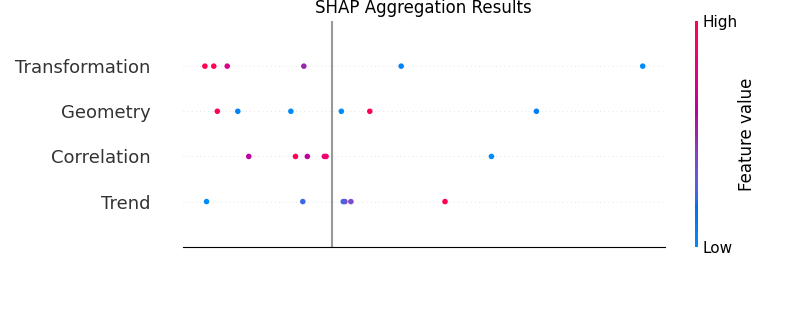 SHAP Aggregation Results
High
Transformation
Geometry
Correlation
Trend
Feature value
Low